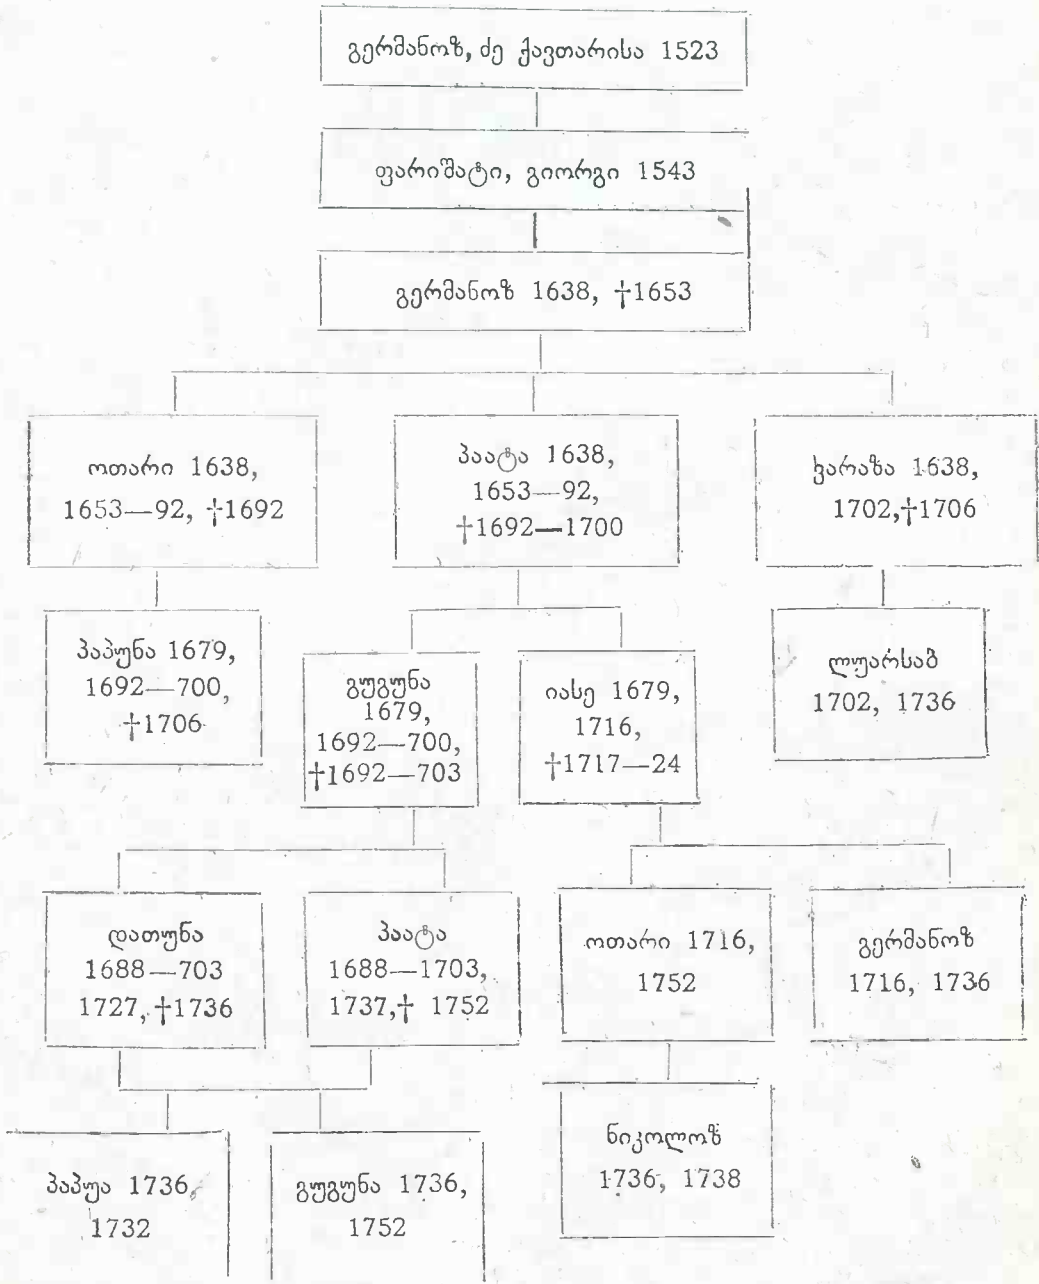 გერმანოზ, ძე ქავთარისა 1523
ფარიშატი, გიორგი 1543
გერმანოზ 1638, †1653
ოთარი 1638,
1653—92, †1692
პაატა 1638,
1653—92,
†1692—1700
ხარაზა 1638,
1702,†1706
პაპუნა 1679,
1692—700,
†1706
გუგუნა
1679,
1692—700,
†1692—703
იასე 1679,
1716,
†1717—24
ლუარსაბ
1702, 1736
დათუნა
1688—703
1727, †1736
პაატა
1688—1703,
1737,† 1752
ოთარი 1716,
1752
გერმანოზ
1716, 1736
პაპუა 1736,
1732
გუგუნა 1736,
1752
ნიკოლოზ
1736, 1738